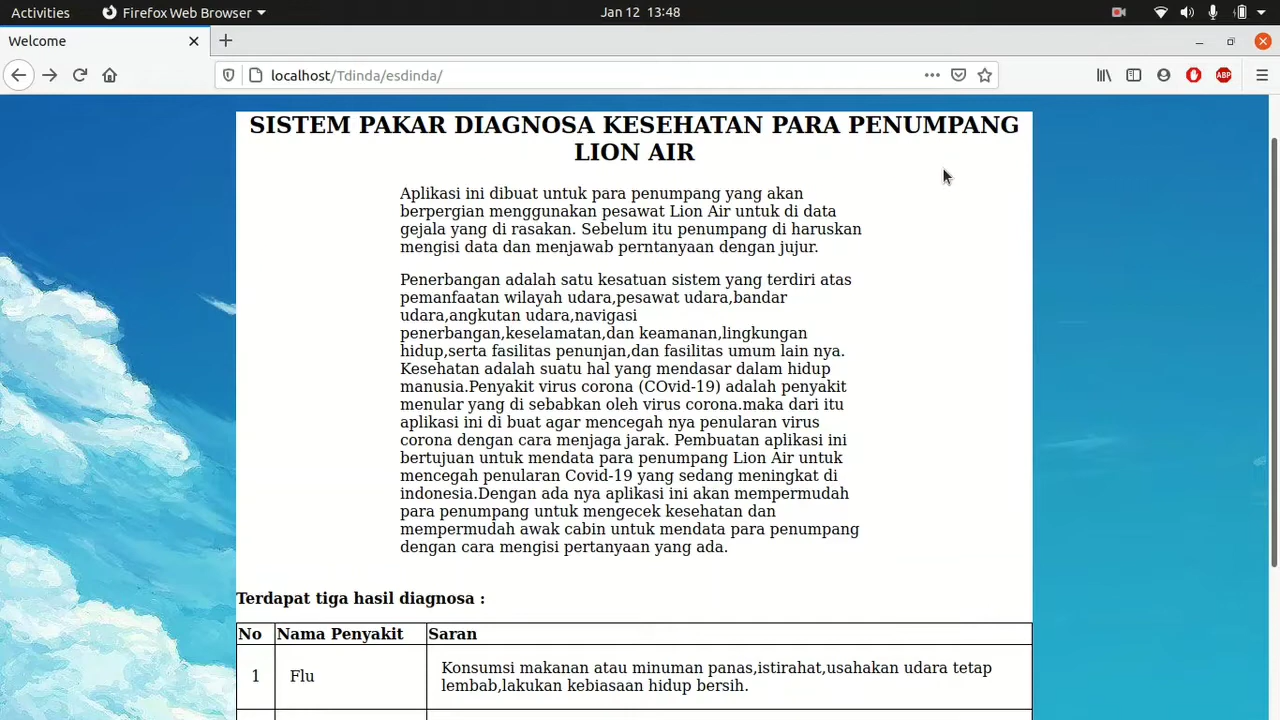 Activities
Firefox Web Browser
Jan 12 13:48
Welcome
localhost/Tdinda/esdinda/
ABP
SISTEM PAKAR DIAGNOSA KESEHATAN PARA PENUMPANG
LION AIR
Aplikasi ini dibuat untuk para penumpang yang akan
berpergian menggunakan pesawat Lion Air untuk di data
gejala yang di rasakan. Sebelum itu penumpang di haruskan
mengisi data dan menjawab perntanyaan dengan jujur.
Penerbangan adalah satu kesatuan sistem yang terdiri atas
pemanfaatan wilayah udara,pesawat udara,bandar
udara,angkutan udara,navigasi
penerbangan,keselamatan,dan keamanan,lingkungan
hidup,serta fasilitas penunjan,dan fasilitas umum lain nya.
Kesehatan adalah suatu hal yang mendasar dalam hidup
manusia.Penyakit virus corona (COvid-19) adalah penyakit
menular yang di sebabkan oleh virus corona.maka dari itu
aplikasi ini di buat agar mencegah nya penularan virus
corona dengan cara menjaga jarak. Pembuatan aplikasi ini
bertujuan untuk mendata para penumpang Lion Air untuk
mencegah penularan Covid-19 yang sedang meningkat di
indonesia.Dengan ada nya aplikasi ini akan mempermudah
para penumpang untuk mengecek kesehatan dan
mempermudah awak cabin untuk mendata para penumpang
dengan cara mengisi pertanyaan yang ada.
Terdapat tiga hasil diagnosa :
No Nama Penyakit Saran
1 Flu Konsumsi makanan atau minuman panas,istirahat,usahakan udara tetap
lembab,lakukan kebiasaan hidup bersih.